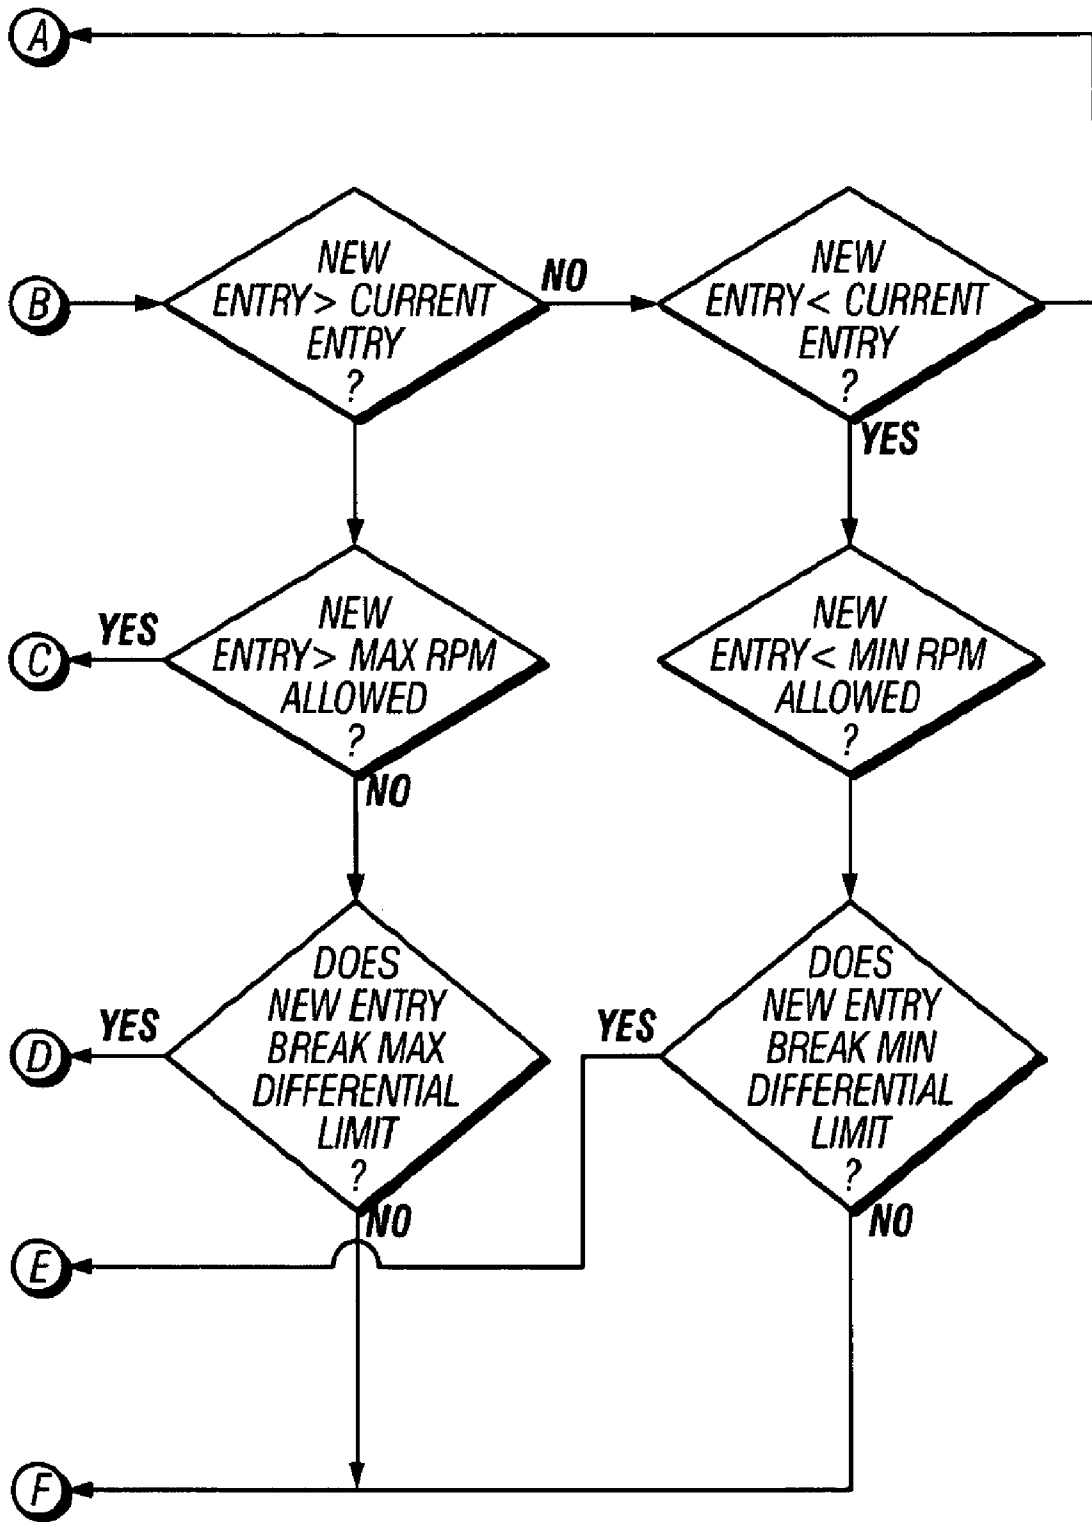 A
B
NEW
ENTRY> CURRENT
ENTRY
?
NO
NEW
ENTRY< CURRENT
ENTRY
?
YES
C
YES
NEW
ENTRY> MAX RPM
ALLOWED
?
NO
NEW
ENTRY< MIN RPM
ALLOWED
?
D
YES
DOES
NEW ENTRY
BREAK MAX
DIFFERENTIAL
LIMIT
?
NO
YES
DOES
NEW ENTRY
BREAK MIN
DIFFERENTIAL
LIMIT
?
NO
E
F